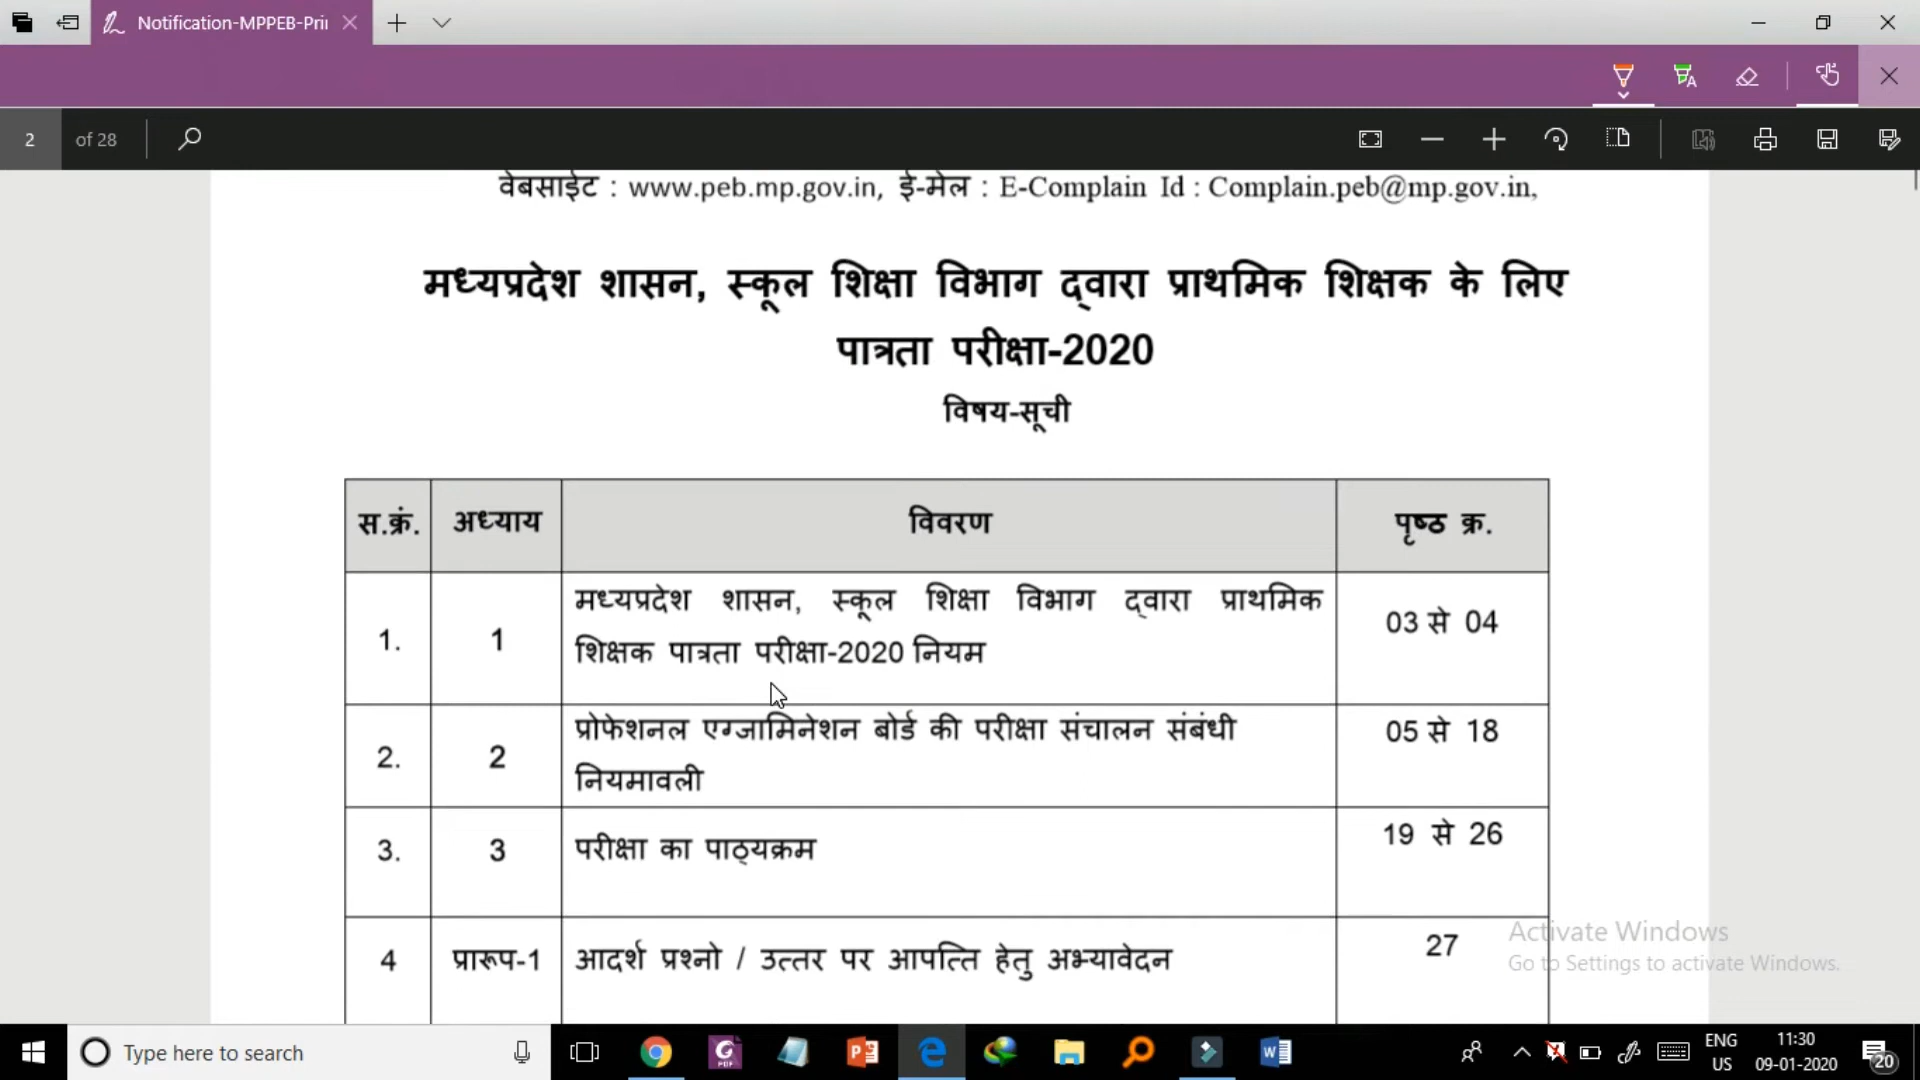 Notification-MPPEB-Pri
2 of 28
वेबसाईट : www.peb.mp.gov.in, ई-मेल : E-Complain Id : Complain.peb@mp.gov.in,
मध्यप्रदेश शासन, स्कूल शिक्षा विभाग द्वारा प्राथमिक शिक्षक के लिए
पात्रता परीक्षा-2020
विषय-सूची
स.क्रं. अध्याय विवरण पृष्ठ क्र.
1. 1 मध्यप्रदेश शासन, स्कूल शिक्षा विभाग द्वारा प्राथमिक 03 से 04
शिक्षक पात्रता परीक्षा-2020 नियम
2. 2 प्रोफेशनल एग्जामिनेशन बोर्ड की परीक्षा संचालन संबंधी 05 से 18
नियमावली
3. 3 परीक्षा का पाठ्यक्रम 19 से 26
4 प्रारूप-1 आदर्श प्रश्नो / उत्तर पर आपत्ति हेतु अभ्यावेदन 27
Activate Windows
Go to Settings to activate Windows.
Type here to search
ENG 11:30
US 09-01-2020 20